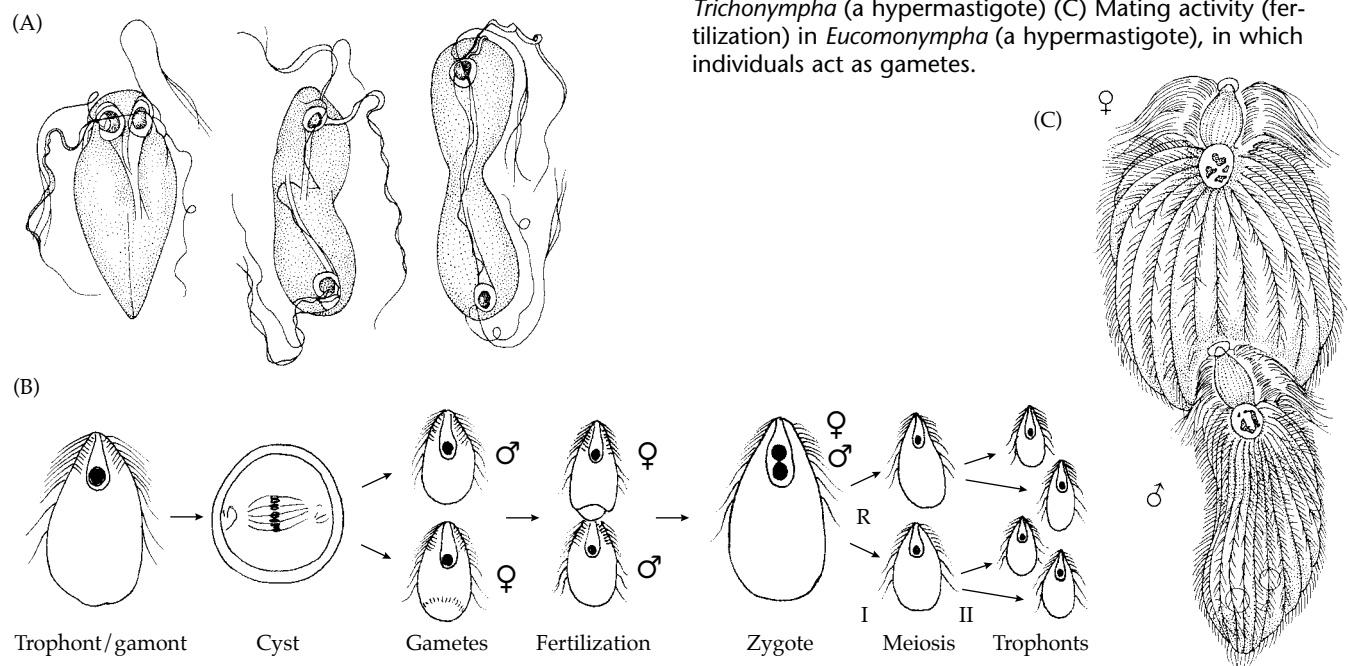 (A)
Trichonympha (a hypermastigote) (C) Mating activity (fer-
tilization) in Eucomonympha (a hypermastigote), in which
individuals act as gametes.
(C)
♀
♂
(B)
♂
♀
♀
♂
♀
♂
R
I
II
Trophont/gamont
Cyst
Gametes
Fertilization
Zygote
Meiosis
Trophonts